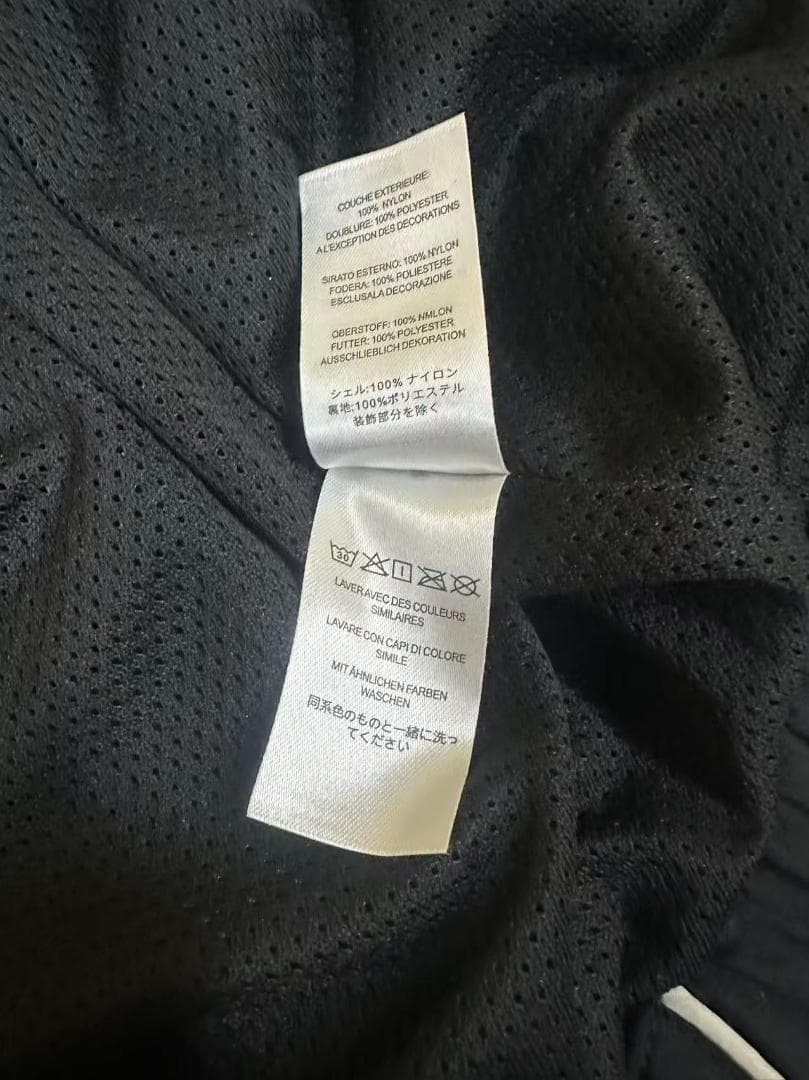 COUCHE EXTERIEURE:
100% NYLON
DOUBLURE: 100% POLYESTER
A L'EXCEPTION DES DECORATIONS
SIRATO ESTERNO: 100% NYLON
FODERA: 100% POLIESTERE
ESCLUSALA DECORAZIONE
OBERSTOFF: 100% NMLON
FUTTER: 100% POLYESTER
AUSSCHLIEBLICH DEKORATION
シェル:100% ナイロン
裏地:100%ポリエステル
装飾部分を除く
30
LAVER AVEC DES COULEURS
SIMILAIRES
LAVARE CON CAPI DI COLORE
SIMILE
MIT ÄHNLICHEN FARBEN
WASCHEN
同系色のものと一緒に洗っ
てください